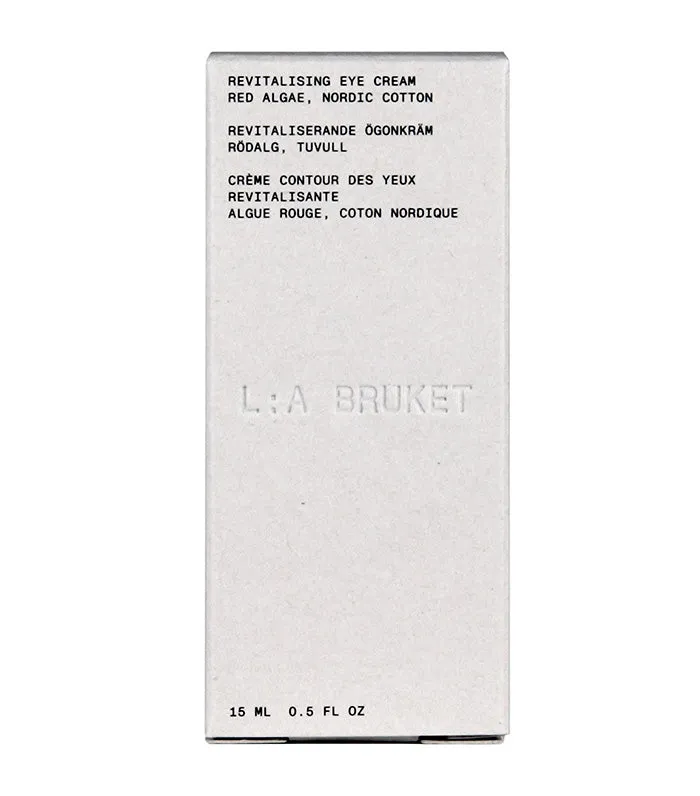 REVITALISING EYE CREAM
RED ALGAE, NORDIC COTTON
REVITALISERANDE ÖGONKRÄM
RÖDALG, TUVULL
CRÈME CONTOUR DES YEUX
REVITALISANTE
ALGUE ROUGE, COTON NORDIQUE
L:A BRUKET
15 ML 0.5 FL OZ